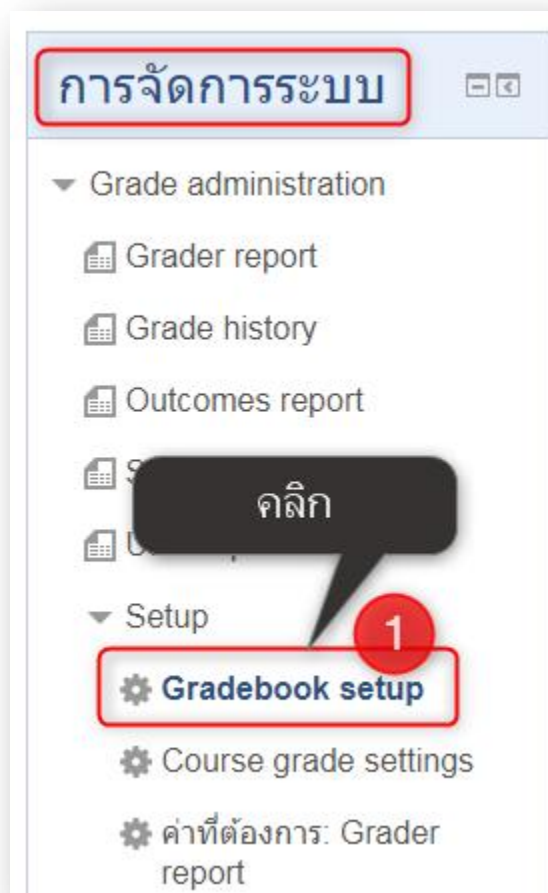 การจัดการระบบ
Grade administration
Grader report
Grade history
Outcomes report
คลิก
Setup
1
Gradebook setup
Course grade settings
ค่าที่ต้องการ: Grader
report